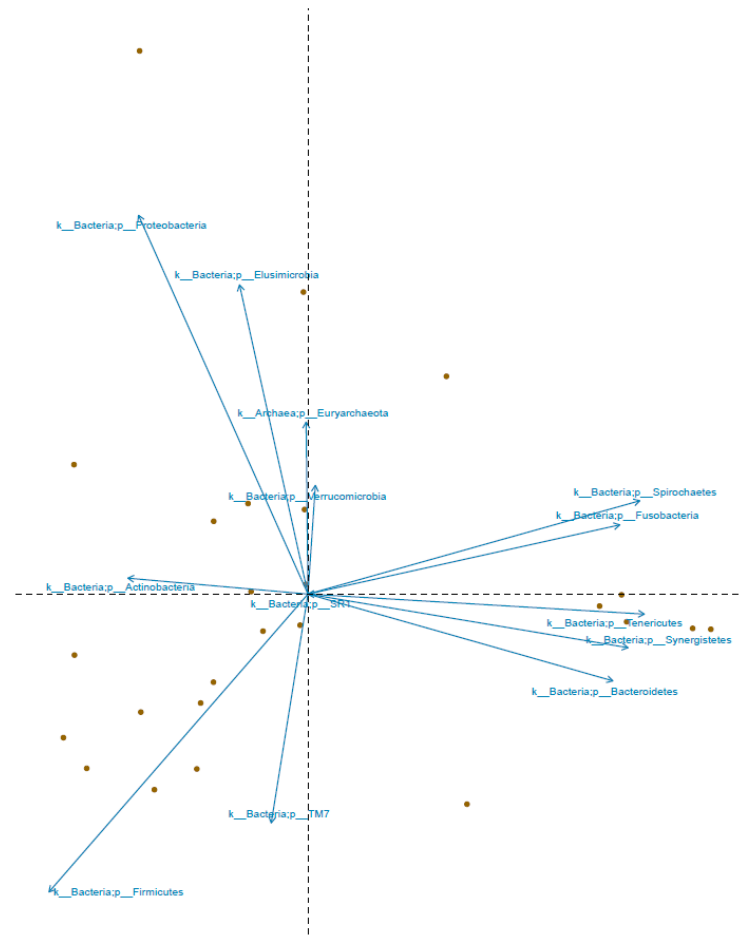 k__Bacteria;p__Proteobacteria
k__Bacteria;p__Elusimicrobia
k__Archaea;p__Euryarchaeota
k__Bacteria;p__Spirochaetes
k__Bacteria;p__Verrucomicrobia
k__Bacteria;p__Fusobacteria
k__Bacteria;p__Actinobacteria
k__Bacteria;p__SR1
k__Bacteria;p__Tenericutes
k__Bacteria;p__Synergistetes
k__Bacteria;p__Bacteroidetes
k__Bacteria;p__TM7
k__Bacteria;p__Firmicutes